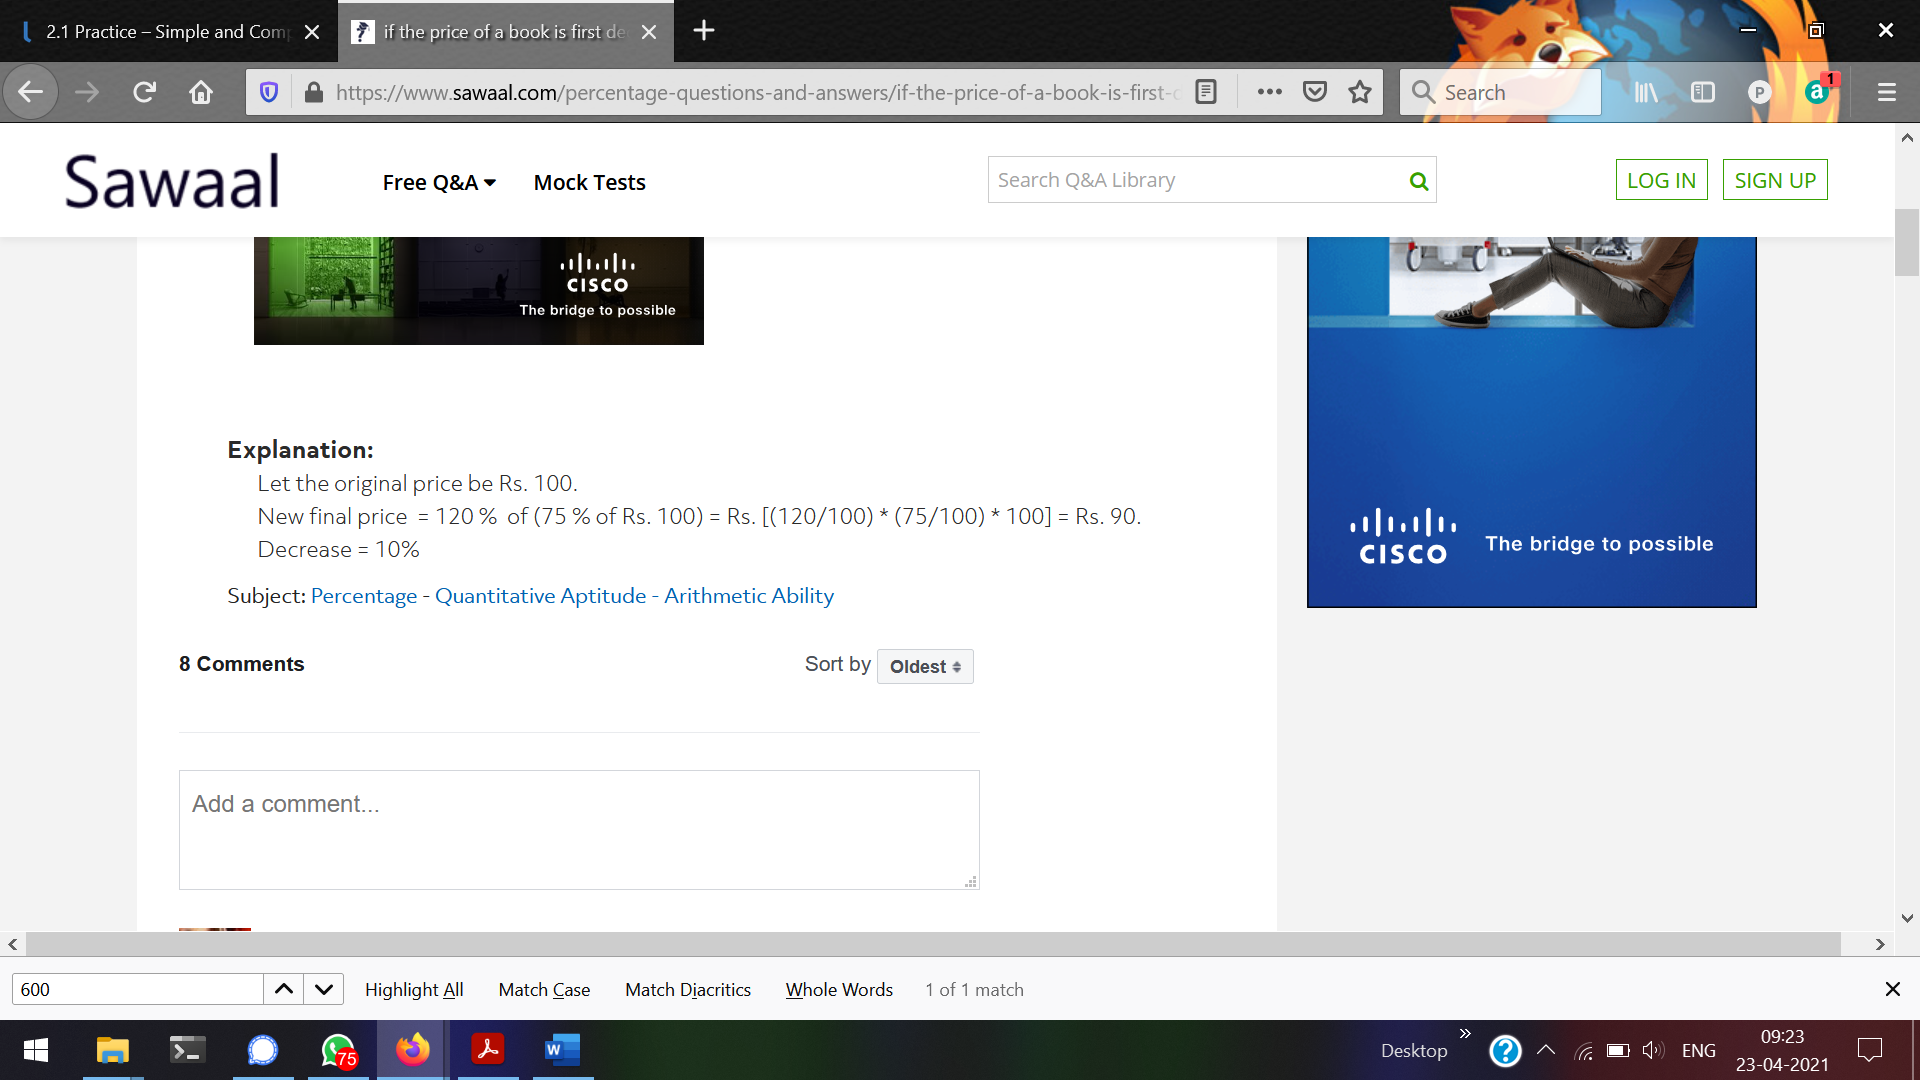 2.1 Practice – Simple and Comp
if the price of a book is first de
https://www.sawaal.com/percentage-questions-and-answers/if-the-price-of-a-book-is-first-d
Search
P
a
1
Sawaal
Free Q&A
Mock Tests
Search Q&A Library
LOG IN
SIGN UP
CISCO
The bridge to possible
Explanation:
Let the original price be Rs. 100.
New final price = 120 % of (75 % of Rs. 100) = Rs. [(120/100) * (75/100) * 100] = Rs. 90.
Decrease = 10%
CISCO The bridge to possible
Subject: Percentage - Quantitative Aptitude - Arithmetic Ability
8 Comments
Sort by Oldest
Add a comment...
600
Highlight All
Match Case
Match Diacritics
Whole Words
1 of 1 match
75
W
Desktop
ENG
09:23
23-04-2021